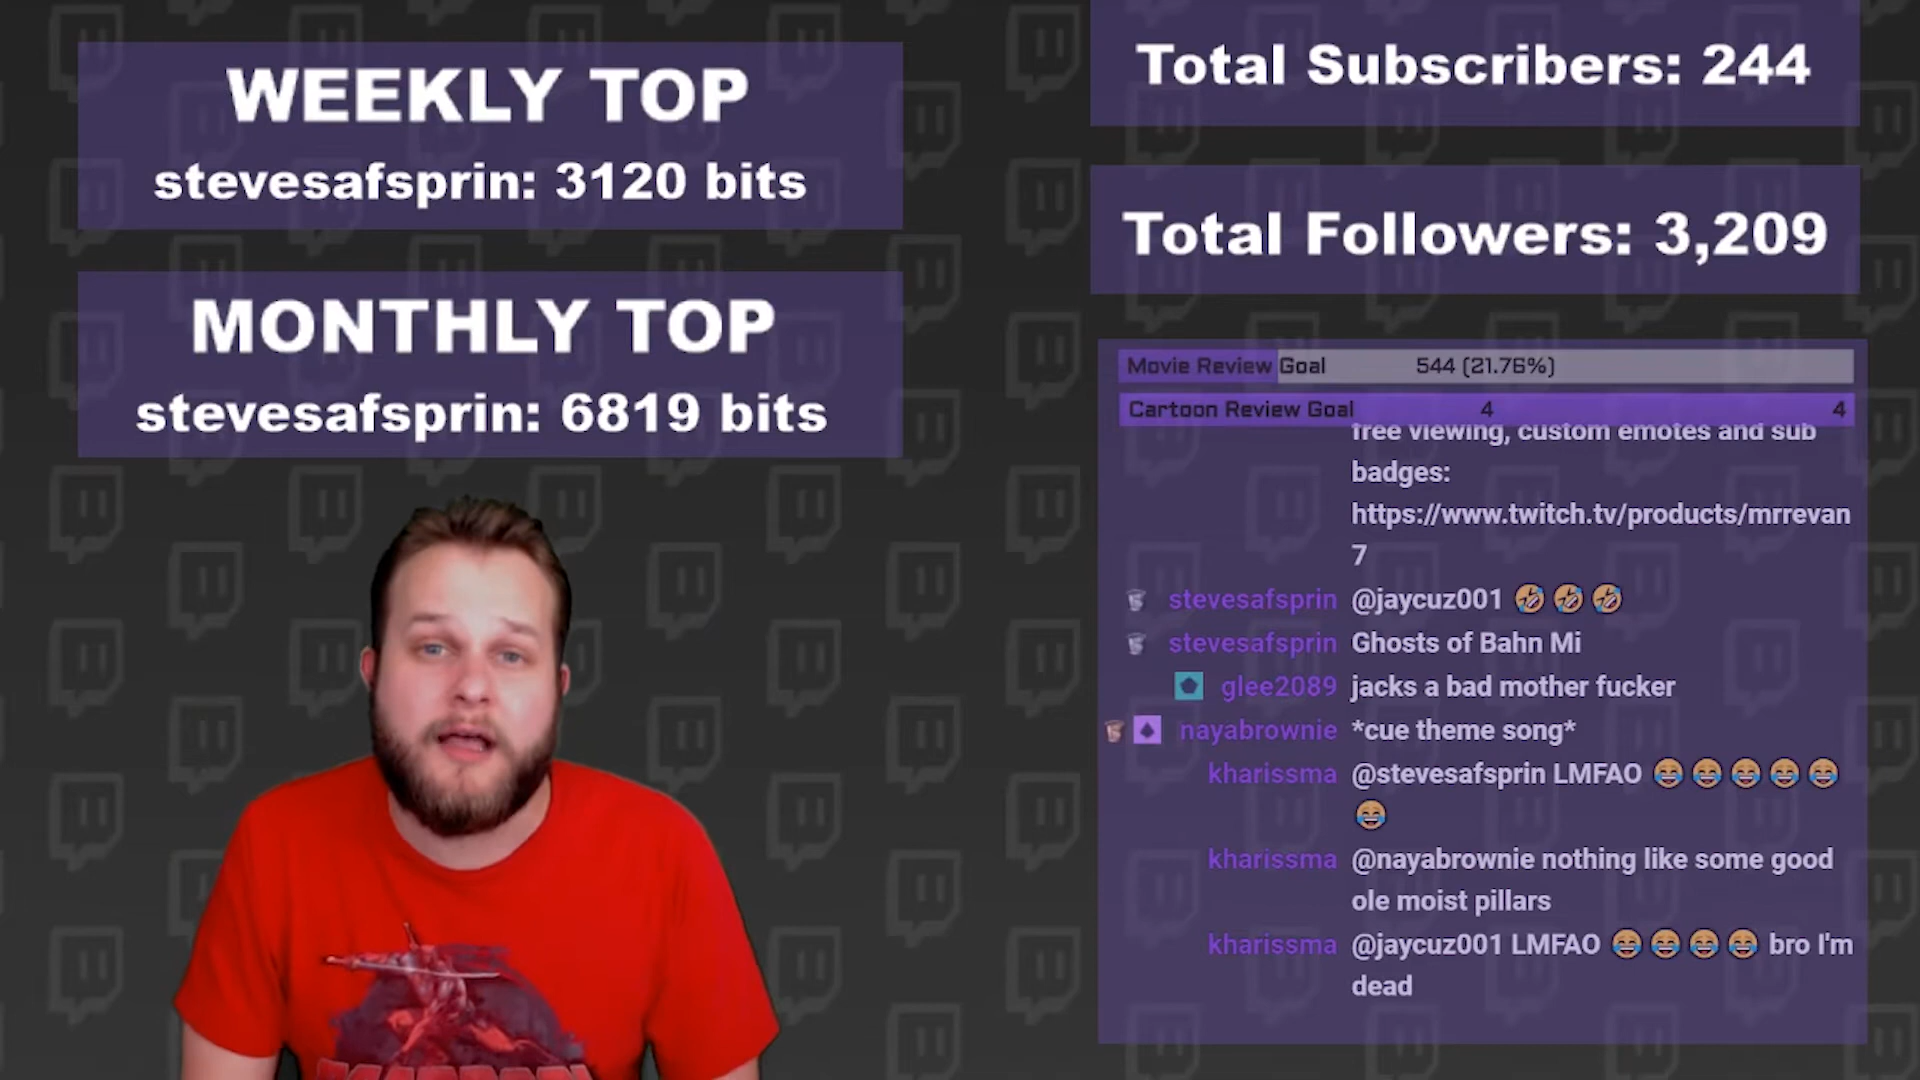 WEEKLY TOP
stevesafsprin: 3120 bits
MONTHLY TOP
stevesafsprin: 6819 bits
Total Subscribers: 244
Total Followers: 3,209
Movie Review Goal 544 (21.76%)
Cartoon Review Goal 4 4
free viewing, custom emotes and sub
badges:
https://www.twitch.tv/products/mrrevan
7
stevesafsprin @jaycuz001 🤣 🤣 🤣
stevesafsprin Ghosts of Bahn Mi
glee2089 jacks a bad mother fucker
nayabrownie *cue theme song*
kharissma @stevesafsprin LMFAO 😂 😂 😂 😂 😂
😂
kharissma @nayabrownie nothing like some good
ole moist pillars
kharissma @jaycuz001 LMFAO 😂 😂 😂 😂 bro I'm
dead